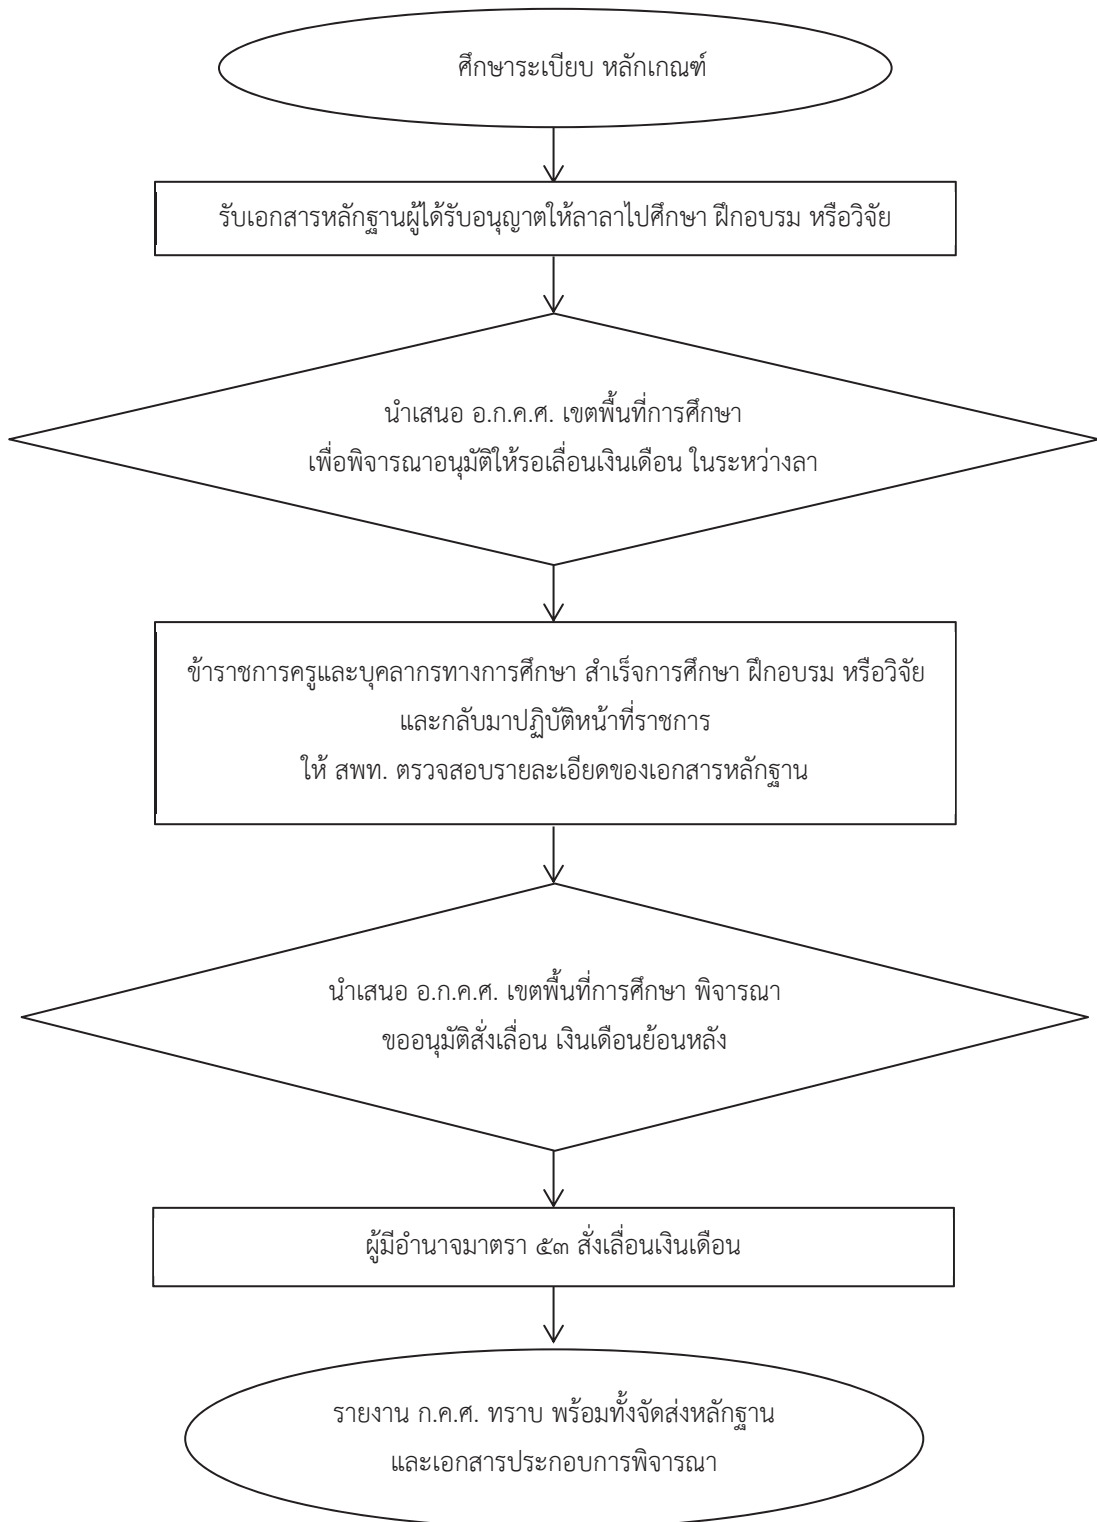 ศึกษาระเบียบ หลักเกณฑ์
รับเอกสารหลักฐานผู้ได้รับอนุญาตให้ลาลาไปศึกษา ฝึกอบรม หรือวิจัย
นำเสนอ อ.ก.ค.ศ. เขตพื้นที่การศึกษา
เพื่อพิจารณาอนุมัติให้รอเลื่อนเงินเดือน ในระหว่างลา
ข้าราชการครูและบุคลากรทางการศึกษา สำเร็จการศึกษา ฝึกอบรม หรือวิจัย
และกลับมาปฏิบัติหน้าที่ราชการ
ให้ สพท. ตรวจสอบรายละเอียดของเอกสารหลักฐาน
นำเสนอ อ.ก.ค.ศ. เขตพื้นที่การศึกษา พิจารณา
ขออนุมัติสั่งเลื่อน เงินเดือนย้อนหลัง
ผู้มีอำนาจมาตรา ๕๓ สั่งเลื่อนเงินเดือน
รายงาน ก.ค.ศ. ทราบ พร้อมทั้งจัดส่งหลักฐาน
และเอกสารประกอบการพิจารณา